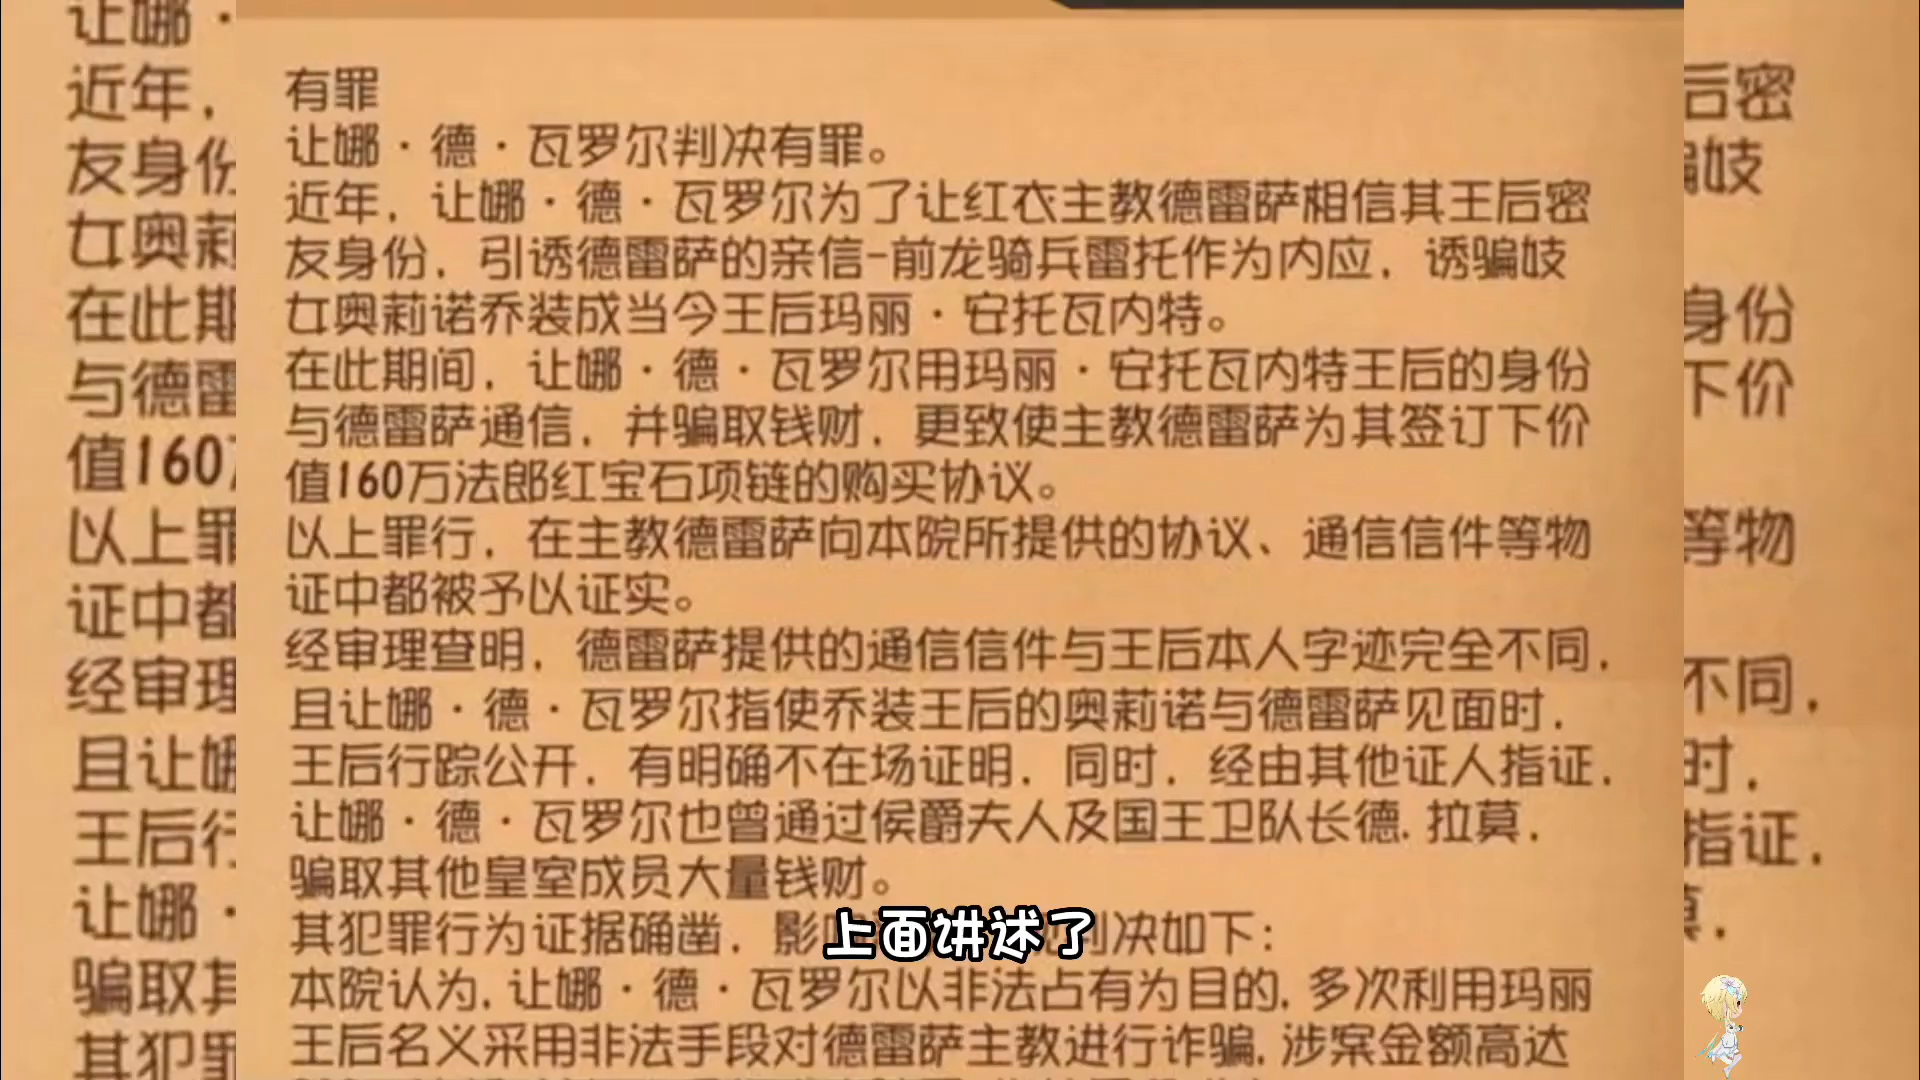 有罪
让娜·德·瓦罗尔判决有罪。
近年，让娜·德·瓦罗尔为了让红衣主教德雷萨相信其王后密
友身份，引诱德雷萨的亲信-前龙骑兵雷托作为内应，诱骗妓
女奥莉诺乔装成当今王后玛丽·安托瓦内特。
在此期间，让娜·德·瓦罗尔用玛丽·安托瓦内特王后的身份
与德雷萨通信，并骗取钱财，更致使主教德雷萨为其签订下价
值160万法郎红宝石项链的购买协议。
以上罪行，在主教德雷萨向本院所提供的协议、通信信件等物
证中都被予以证实。
经审理查明，德雷萨提供的通信信件与王后本人字迹完全不同，
且让娜·德·瓦罗尔指使乔装王后的奥莉诺与德雷萨见面时，
王后行踪公开，有明确不在场证明，同时，经由其他证人指证，
让娜·德·瓦罗尔也曾通过侯爵夫人及国王卫队长德.拉莫，
骗取其他皇室成员大量钱财。
其犯罪行为证据确凿，影 判决如下：
上面讲述了
本院认为,让娜·德·瓦罗尔以非法占有为目的,多次利用玛丽
王后名义采用非法手段对德雷萨主教进行诈骗,涉案金额高达